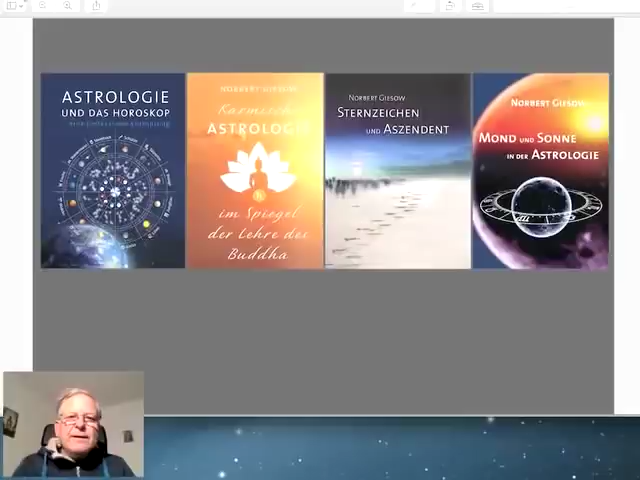 ASTROLOGIE
UND DAS HOROSKOP
NORBERT GIESOW
Karmische
ASTROLOGIE
im Spiegel
der Lehre des
Buddha
NORBERT GIESOW
STERNZEICHEN
UND ASZENDENT
NORBERT GIESOW
MOND UND SONNE
IN DER ASTROLOGIE